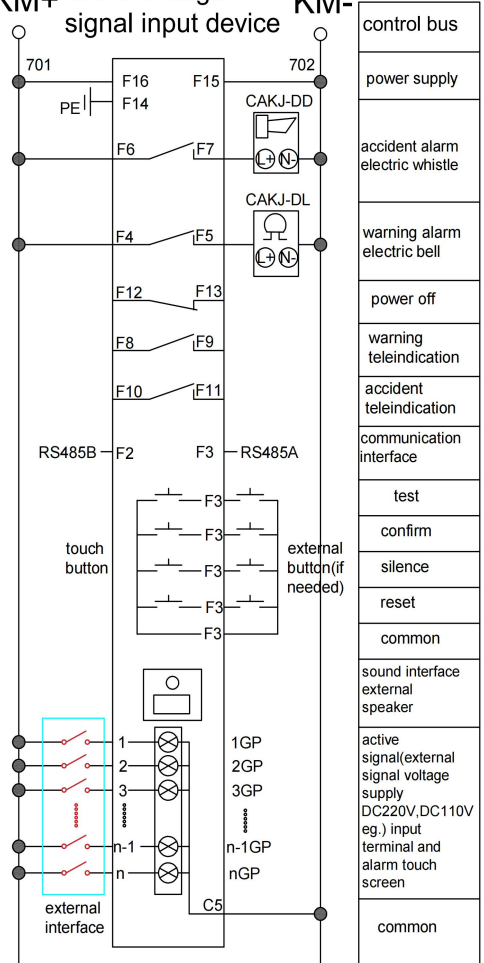 KM+
signal input device
KM-
control bus
701
702
F16
F15
power supply
PE
F14
CAKJ-DD
F6
F7
L+
N-
accident alarm
electric whistle
CAKJ-DL
F4
F5
L+
N-
warning alarm
electric bell
F12
F13
power off
F8
F9
warning
teleindication
F10
F11
accident
teleindication
RS485B
F2
F3
RS485A
communication
interface
F3
test
F3
confirm
touch
button
external
button(if
needed)
F3
silence
F3
reset
F3
common
sound interface
external
speaker
1
1GP
2
2GP
3
3GP
n-1
n-1GP
n
nGP
active
signal(external
signal voltage
supply
DC220V,DC110V
eg.) input
terminal and
alarm touch
screen
external
interface
C5
common